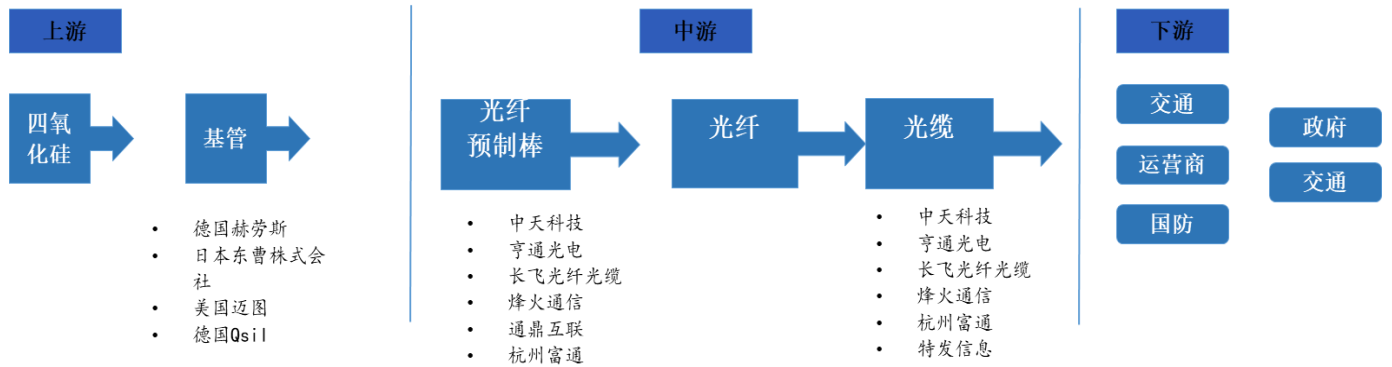 上游
中游
下游
四氧
化硅
基管
光纤
预制棒
光纤
光缆
交通
运营商
国防
政府
交通
• 德国赫劳斯
• 日本东曹株式会
社
• 美国迈图
• 德国Qsil
• 中天科技
• 亨通光电
• 长飞光纤光缆
• 烽火通信
• 通鼎互联
• 杭州富通
• 中天科技
• 亨通光电
• 长飞光纤光缆
• 烽火通信
• 杭州富通
• 特发信息